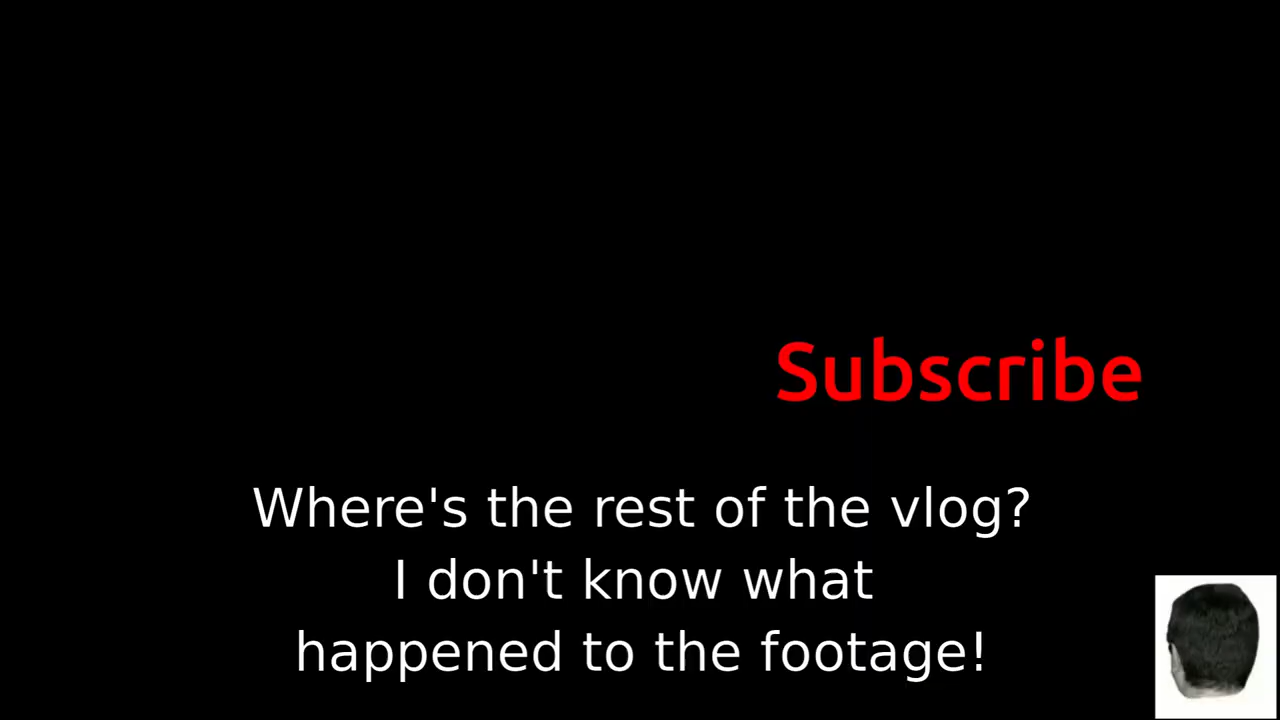 Subscribe
Where's the rest of the vlog?
I don't know what
happened to the footage!